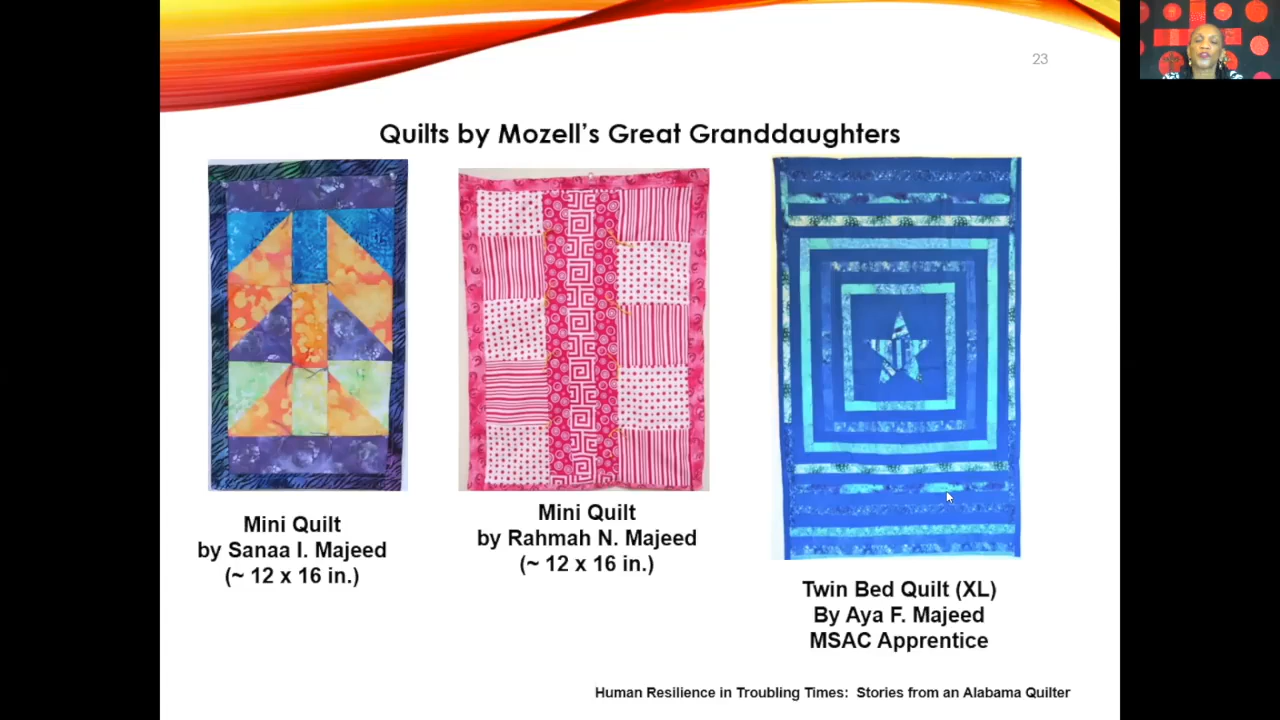 23
Quilts by Mozell's Great Granddaughters
Mini Quilt
by Sanaa I. Majeed
(~ 12 x 16 in.)
Mini Quilt
by Rahmah N. Majeed
(~ 12 x 16 in.)
Twin Bed Quilt (XL)
By Aya F. Majeed
MSAC Apprentice
Human Resilience in Troubling Times: Stories from an Alabama Quilter